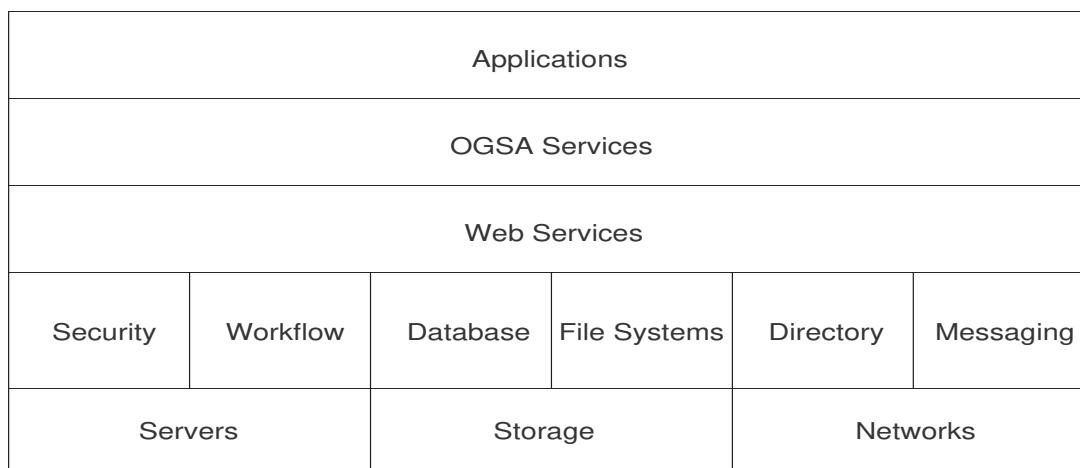 Applications
OGSA Services
Web Services
Security Workflow Database File Systems Directory Messaging
Servers Storage Networks